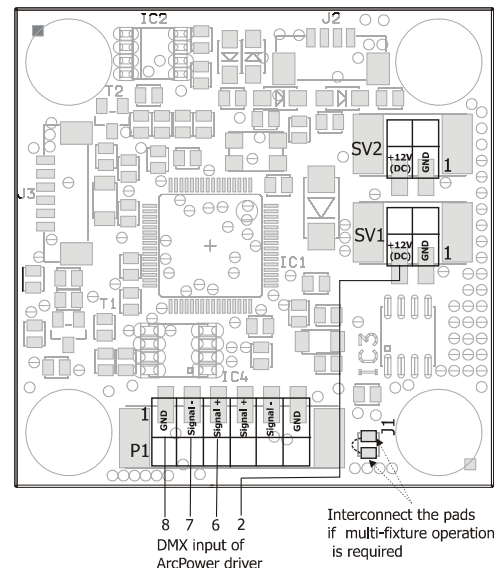 IC2
J2
T2
SV2
+12V
(DC)
GND
1
J3
SV1
+12V
(DC)
GND
1
IC1
T1
IC3
IC4
1
GND
Signal -
Signal +
Signal +
Signal -
GND
P1
J1
8 7 6 2
DMX input of
ArcPower driver
Interconnect the pads
if multi-fixture operation
is required